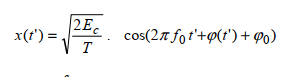 x(t') = √(2E_c / T) . cos(2π f_0 t'+φ(t') + φ_0)